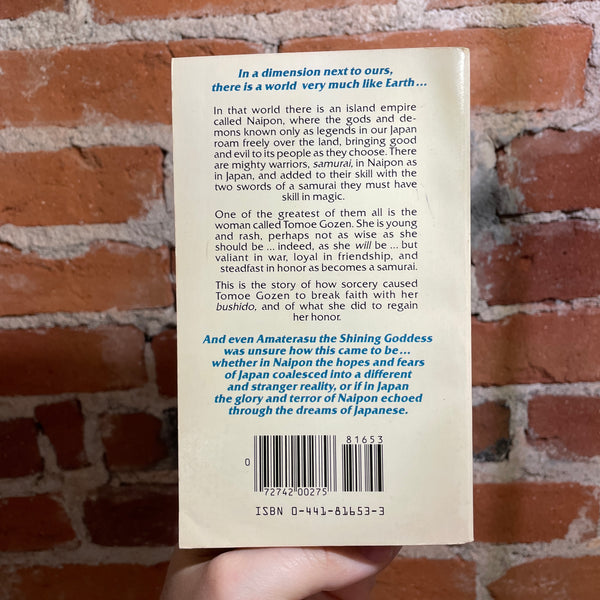 In a dimension next to ours,
there is a world very much like Earth...
In that world there is an island empire
called Naipon, where the gods and de-
mons known only as legends in our Japan
roam freely over the land, bringing good
and evil to its people as they choose. There
are mighty warriors, samurai, in Naipon as
in Japan, and added to their skill with the
two swords of a samurai they must have
skill in magic.
One of the greatest of them all is the
woman called Tomoe Gozen. She is young
and rash, perhaps not as wise as she
should be ... indeed, as she will be ... but
valiant in war, loyal in friendship, and
steadfast in honor as becomes a samurai.
This is the story of how sorcery caused
Tomoe Gozen to break faith with her
bushido, and of what she did to regain
her honor.
And even Amaterasu the Shining Goddess
was unsure how this came to be...
whether in Naipon the hopes and fears
of Japan coalesced into a different
and stranger reality, or if in Japan
the glory and terror of Naipon echoed
through the dreams of Japanese.
81653
0
72742 00275
ISBN 0-441-81653-3